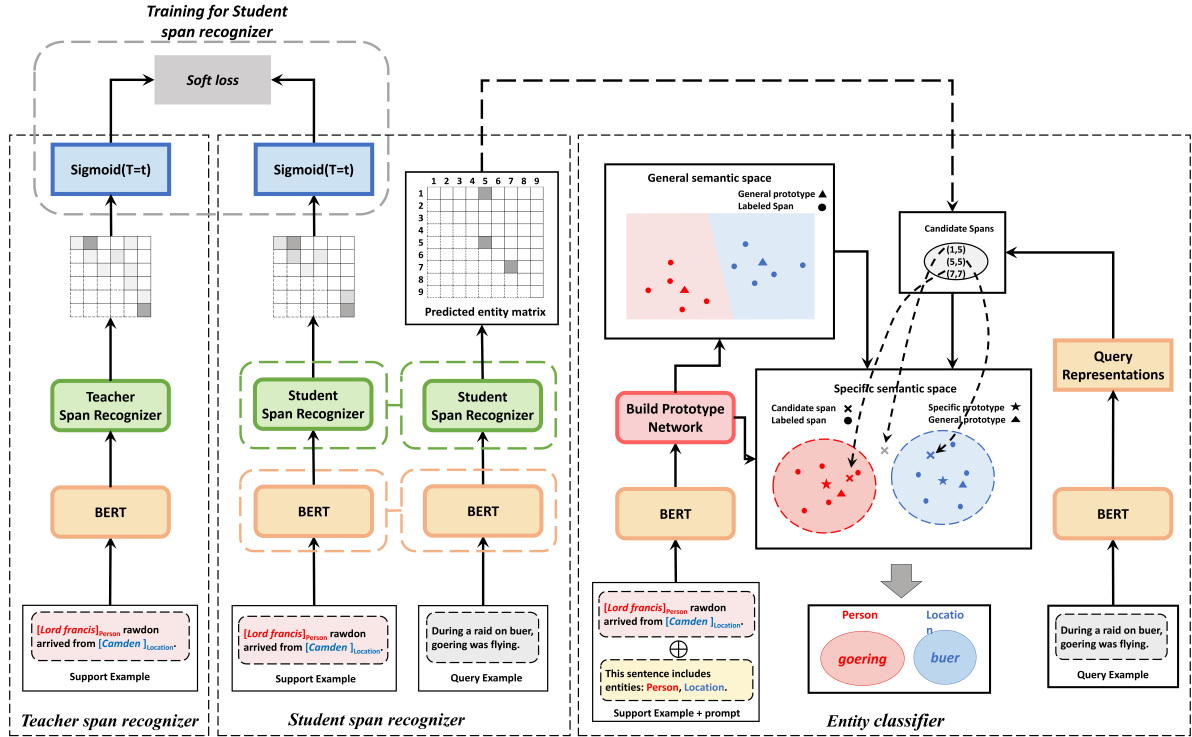 Training for Student
span recognizer
Soft loss
Sigmoid(T=t)
Sigmoid(T=t)
Teacher
Span Recognizer
BERT
[Lord francis]Person rawdon
arrived from [Camden ]Location.
Support Example
Teacher span recognizer
Student
Span Recognizer
BERT
[Lord francis]Person rawdon
arrived from [Camden ]Location.
Support Example
1 2 3 4 5 6 7 8 9
1
2
3
4
5
6
7
8
9
Predicted entity matrix
Student
Span Recognizer
BERT
During a raid on buer,
goering was flying.
Query Example
Student span recognizer
General semantic space
General prototype
Labeled Span
Candidate Spans
(1,5)
(5,5)
(7,7)
Build Prototype
Network
BERT
[Lord francis]Person rawdon
arrived from [Camden ]Location.
This sentence includes
entities: Person, Location.
Support Example + prompt
Specific semantic space
Candidate span
Labeled span
Specific prototype
General prototype
Person
Locatio
n
goering
buer
Query
Representations
BERT
During a raid on buer,
goering was flying.
Query Example
Entity classifier